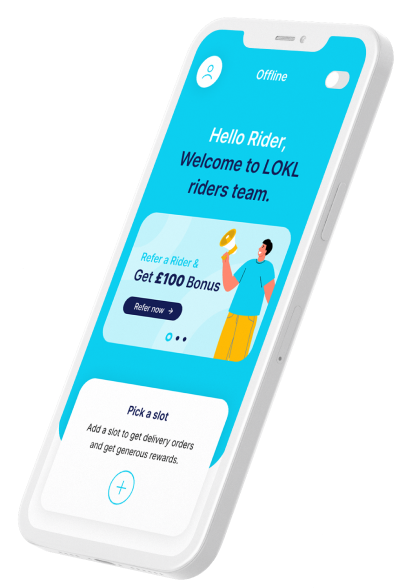 Offline
Hello Rider,
Welcome to LOKL
riders team.
Refer a Rider &
Get £100 Bonus
Refer now →
Pick a slot
Add a slot to get delivery orders
and get generous rewards.